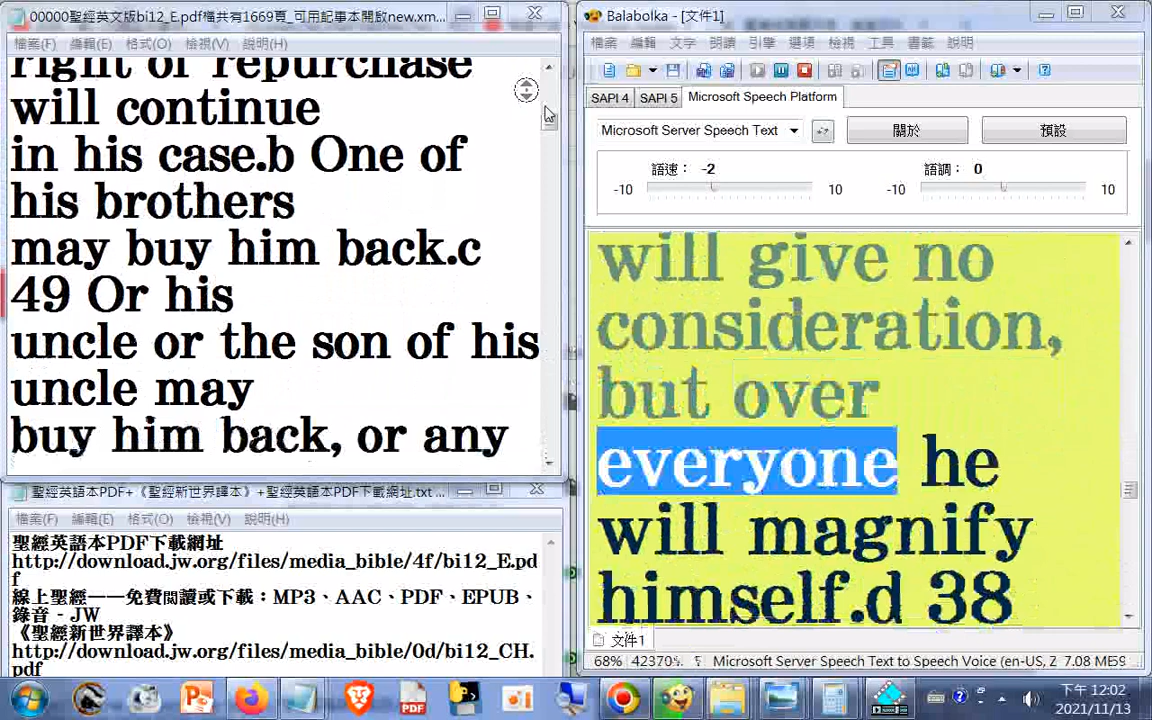 00000聖經英文版bi12_E.pdf檔共有1669頁_可用記事本開啟new.xm...
檔案(F) 編輯(E) 格式(O) 檢視(V) 說明(H)
right of repurchase
will continue
in his case.b One of
his brothers
may buy him back.c
49 Or his
uncle or the son of his
uncle may
buy him back, or any
聖經英語本PDF+《聖經新世界譯本》+聖經英語本PDF下載網址.txt ...
檔案(F) 編輯(E) 格式(O) 檢視(V) 說明(H)
聖經英語本PDF下載網址
http://download.jw.org/files/media_bible/4f/bi12_E.pd
f
線上聖經——免費閱讀或下載：MP3、AAC、PDF、EPUB、
錄音 - JW
《聖經新世界譯本》
http://download.jw.org/files/media_bible/0d/bi12_CH.
pdf
Balabolka - [文件1]
檔案 編輯 文字 朗讀 引擎 選項 檢視 工具 書籤 說明
SAPI 4 SAPI 5 Microsoft Speech Platform
Microsoft Server Speech Text 關於 預設
語速： -2 語調： 0
-10 10 -10 10
will give no
consideration,
but over
everyone he
will magnify
himself.d 38
文件1
68% Microsoft Server Speech Text to Speech Voice (en-US, Z 7.08 ME
下午 12:02
2021/11/13